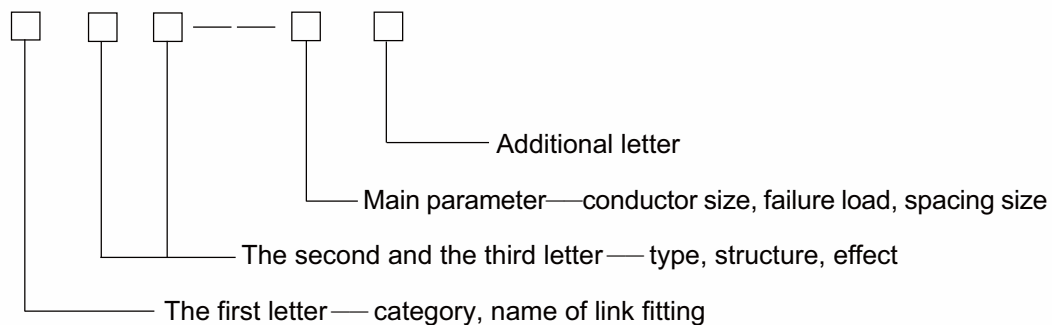 Additional letter
Main parameter——conductor size, failure load, spacing size
The second and the third letter —— type, structure, effect
The first letter —— category, name of link fitting